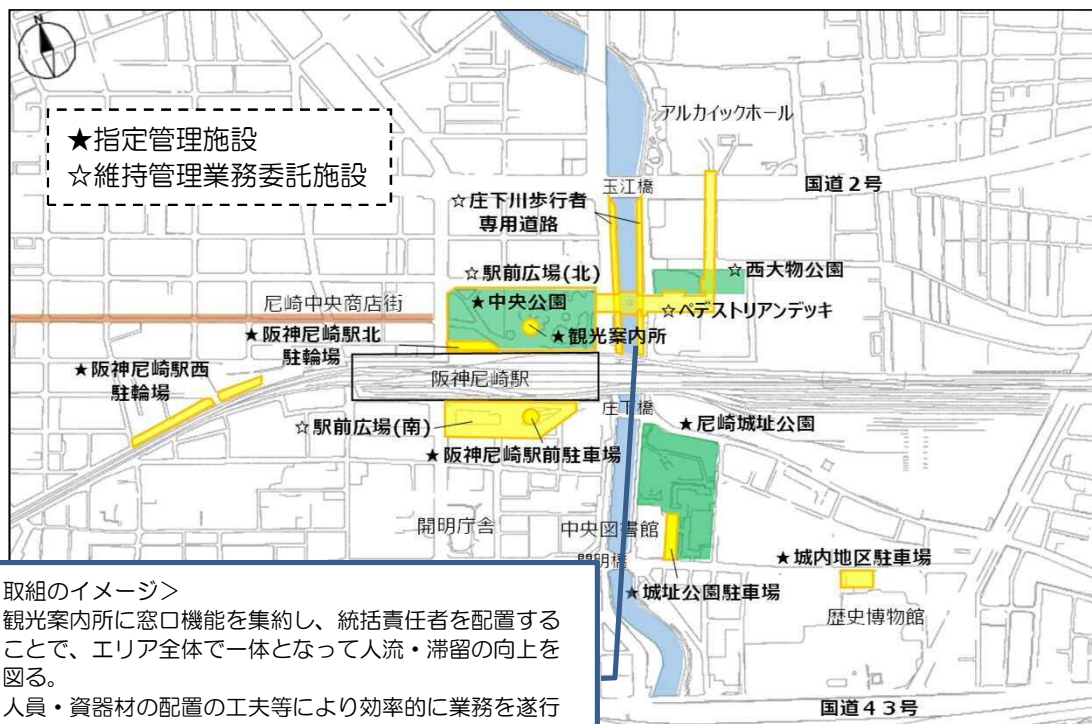 N
★指定管理施設
☆維持管理業務委託施設
アルカイックホール
玉江橋
国道2号
☆庄下川歩行者
専用道路
☆駅前広場(北)
☆西大物公園
尼崎中央商店街
★中央公園
☆ペデストリアンデッキ
★観光案内所
★阪神尼崎駅北
駐輪場
★阪神尼崎駅西
駐輪場
阪神尼崎駅
庄下橋
☆駅前広場(南)
★尼崎城址公園
★阪神尼崎駅前駐車場
開明庁舎
中央図書館
開明橋
★城内地区駐車場
★城址公園駐車場
歴史博物館
取組のイメージ>
観光案内所に窓口機能を集約し、統括責任者を配置する
ことで、エリア全体で一体となって人流・滞留の向上を
図る。
人員・資器材の配置の工夫等により効率的に業務を遂行
国道43号